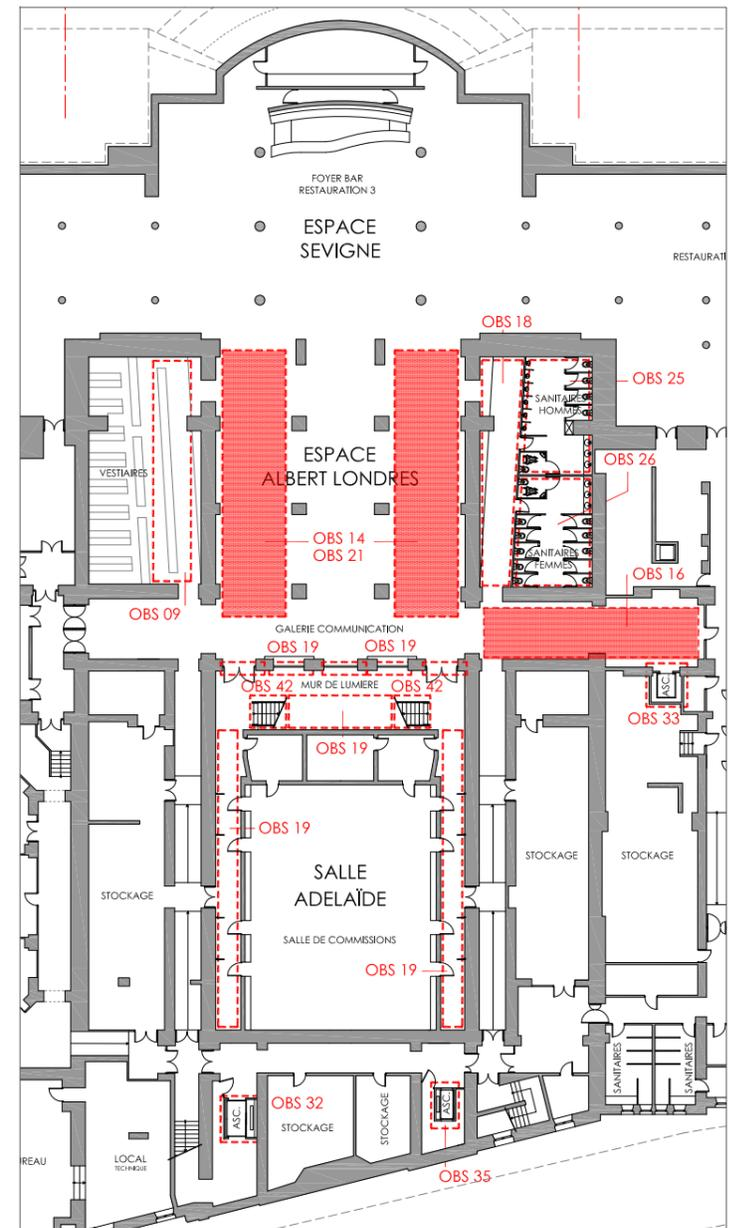 FOYER BAR
RESTAURATION 3
ESPACE
SEVIGNE
RESTAURATI
OBS 18
OBS 25
SANITAIRES
HOMMES
ESPACE
ALBERT LONDRES
OBS 26
VESTIAIRES
OBS 14
OBS 21
SANITAIRES
FEMMES
OBS 16
OBS 09
GALERIE COMMUNICATION
OBS 19
OBS 19
OBS 42
MUR DE LUMIERE
OBS 42
ASC.
OBS 33
OBS 19
OBS 19
SALLE
ADELAÏDE
STOCKAGE
STOCKAGE
STOCKAGE
SALLE DE COMMISSIONS
OBS 19
SANITAIRES
SANITAIRES
ASC.
OBS 32
STOCKAGE
STOCKAGE
ASC.
OBS 35
REAU
LOCAL
TECHNIQUE